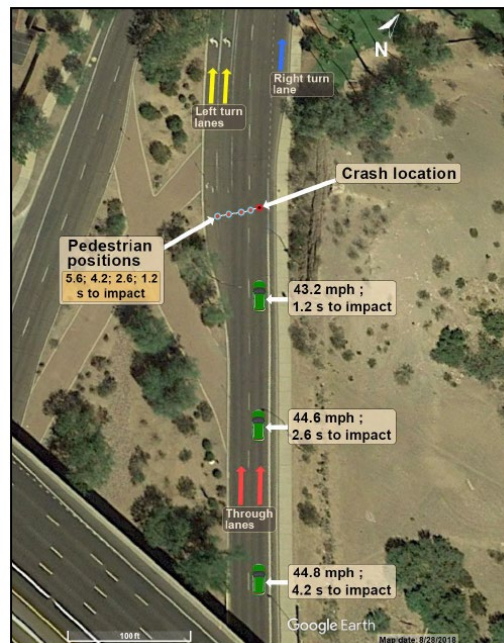 N
Right turn
lane
Left turn
lanes
Crash location
Pedestrian
positions
5.6; 4.2; 2.6; 1.2
s to impact
43.2 mph ;
1.2 s to impact
44.6 mph ;
2.6 s to impact
Through
lanes
44.8 mph ;
4.2 s to impact
Google Earth
100 ft
Map date: 8/28/2018